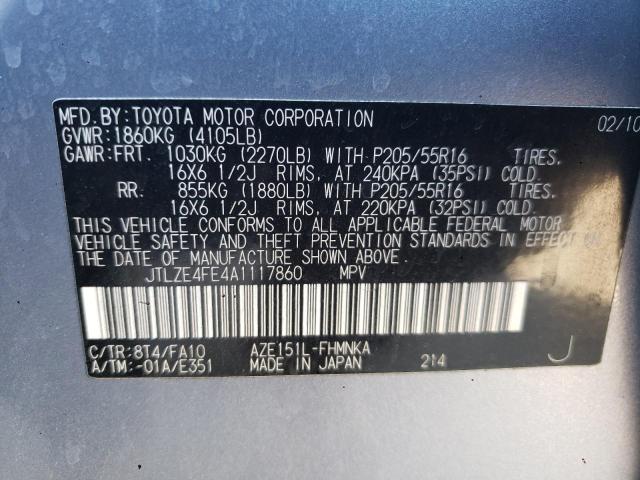 MFD.BY:TOYOTA MOTOR CORPORATION 02/10
GVWR:1860KG (4105LB)
GAWR:FRT. 1030KG (2270LB) WITH P205/55R16 TIRES.
16X6 1/2J RIMS, AT 240KPA (35PSI) COLD.
RR. 855KG (1880LB) WITH P205/55R16 TIRES.
16X6 1/2J RIMS, AT 220KPA (32PSI) COLD.
THIS VEHICLE CONFORMS TO ALL APPLICABLE FEDERAL MOTOR
VEHICLE SAFETY AND THEFT PREVENTION STANDARDS IN EFFECT ON
THE DATE OF MANUFACTURE SHOWN ABOVE.
JTLZE4FE4A1117860 MPV
C/TR:8T4/FA10 AZE151L-FHMNKA J
A/TM:-01A/E351 MADE IN JAPAN 214